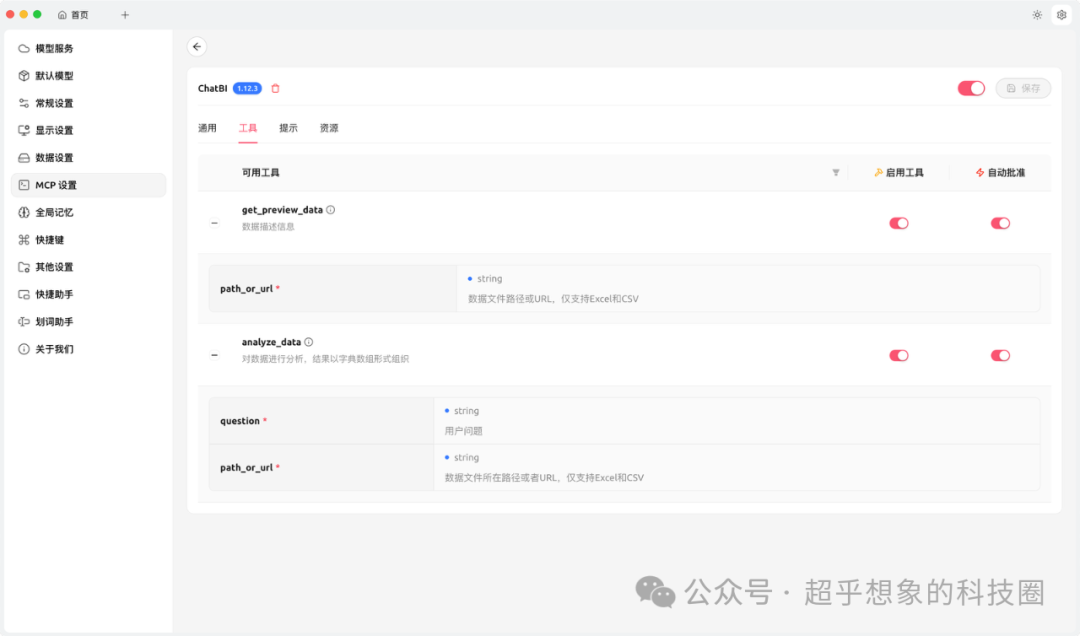 首页
模型服务
默认模型
常规设置
显示设置
数据设置
MCP 设置
全局记忆
快捷键
其他设置
快捷助手
划词助手
关于我们
ChatBI 1.12.3
保存
通用 工具 提示 资源
可用工具 启用工具 自动批准
get_preview_data
数据描述信息
path_or_url *
string
数据文件路径或URL，仅支持Excel和CSV
analyze_data
对数据进行分析，结果以字典数组形式组织
question *
string
用户问题
path_or_url *
string
数据文件所在路径或者URL，仅支持Excel和CSV
公众号 · 超乎想象的科技圈